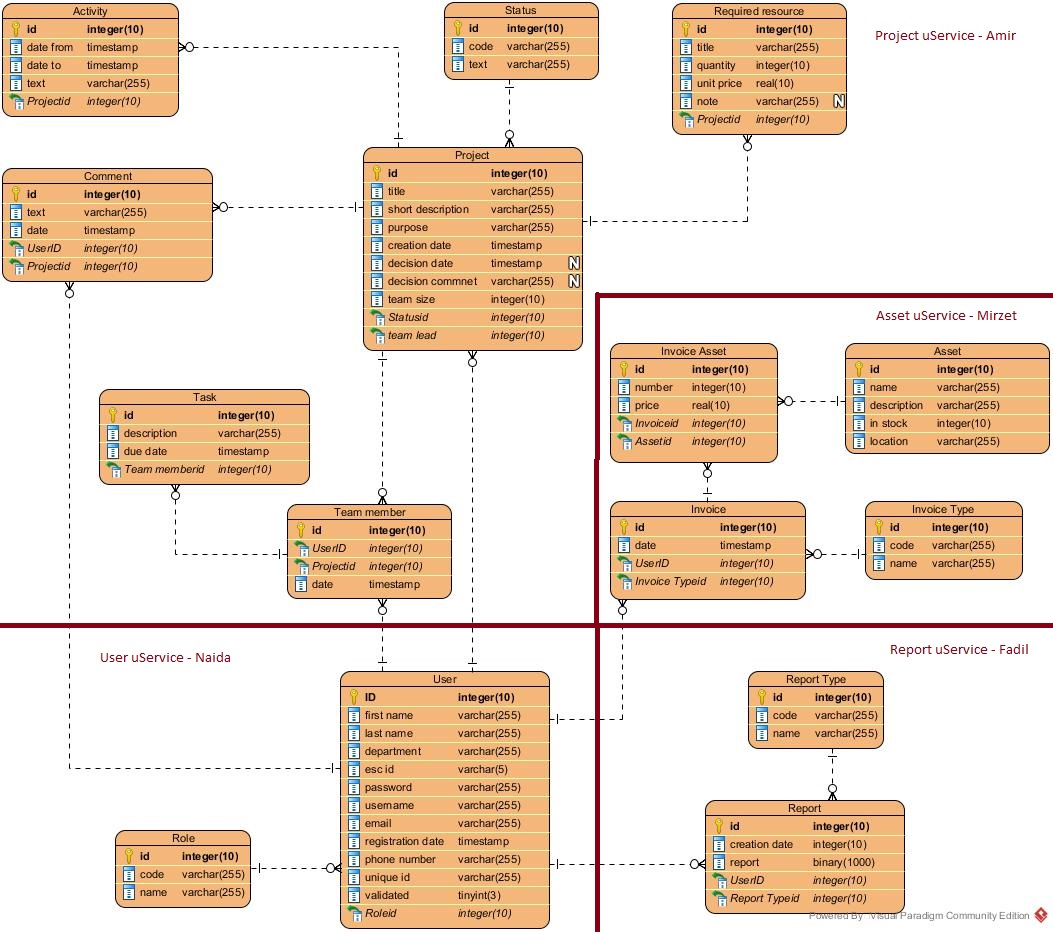 Activity
id integer(10)
date from timestamp
date to timestamp
text varchar(255)
Projectid integer(10)
Status
id integer(10)
code varchar(255)
text varchar(255)
Required resource
id integer(10)
title varchar(255)
quantity integer(10)
unit price real(10)
note varchar(255) N
Projectid integer(10)
Project uService - Amir
Comment
id integer(10)
text varchar(255)
date timestamp
UserID integer(10)
Projectid integer(10)
Project
id integer(10)
title varchar(255)
short description varchar(255)
purpose varchar(255)
creation date timestamp
decision date timestamp N
decision commnet varchar(255) N
team size integer(10)
Statusid integer(10)
team lead integer(10)
Asset uService - Mirzet
Invoice Asset
id integer(10)
number integer(10)
price real(10)
Invoiceid integer(10)
Assetid integer(10)
Asset
id integer(10)
name varchar(255)
description varchar(255)
in stock integer(10)
location varchar(255)
Task
id integer(10)
description varchar(255)
due date timestamp
Team memberid integer(10)
Team member
id integer(10)
UserID integer(10)
Projectid integer(10)
date timestamp
Invoice
id integer(10)
date timestamp
UserID integer(10)
Invoice Typeid integer(10)
Invoice Type
id integer(10)
code varchar(255)
name varchar(255)
User uService - Naida
Report uService - Fadil
User
ID integer(10)
first name varchar(255)
last name varchar(255)
department varchar(255)
esc id varchar(5)
password varchar(255)
username varchar(255)
email varchar(255)
registration date timestamp
phone number varchar(255)
unique id varchar(255)
validated tinyint(3)
Roleid integer(10)
Report Type
id integer(10)
code varchar(255)
name varchar(255)
Role
id integer(10)
code varchar(255)
name varchar(255)
Report
id integer(10)
creation date integer(10)
report binary(1000)
UserID integer(10)
Report Typeid integer(10)
Powered By Visual Paradigm Community Edition